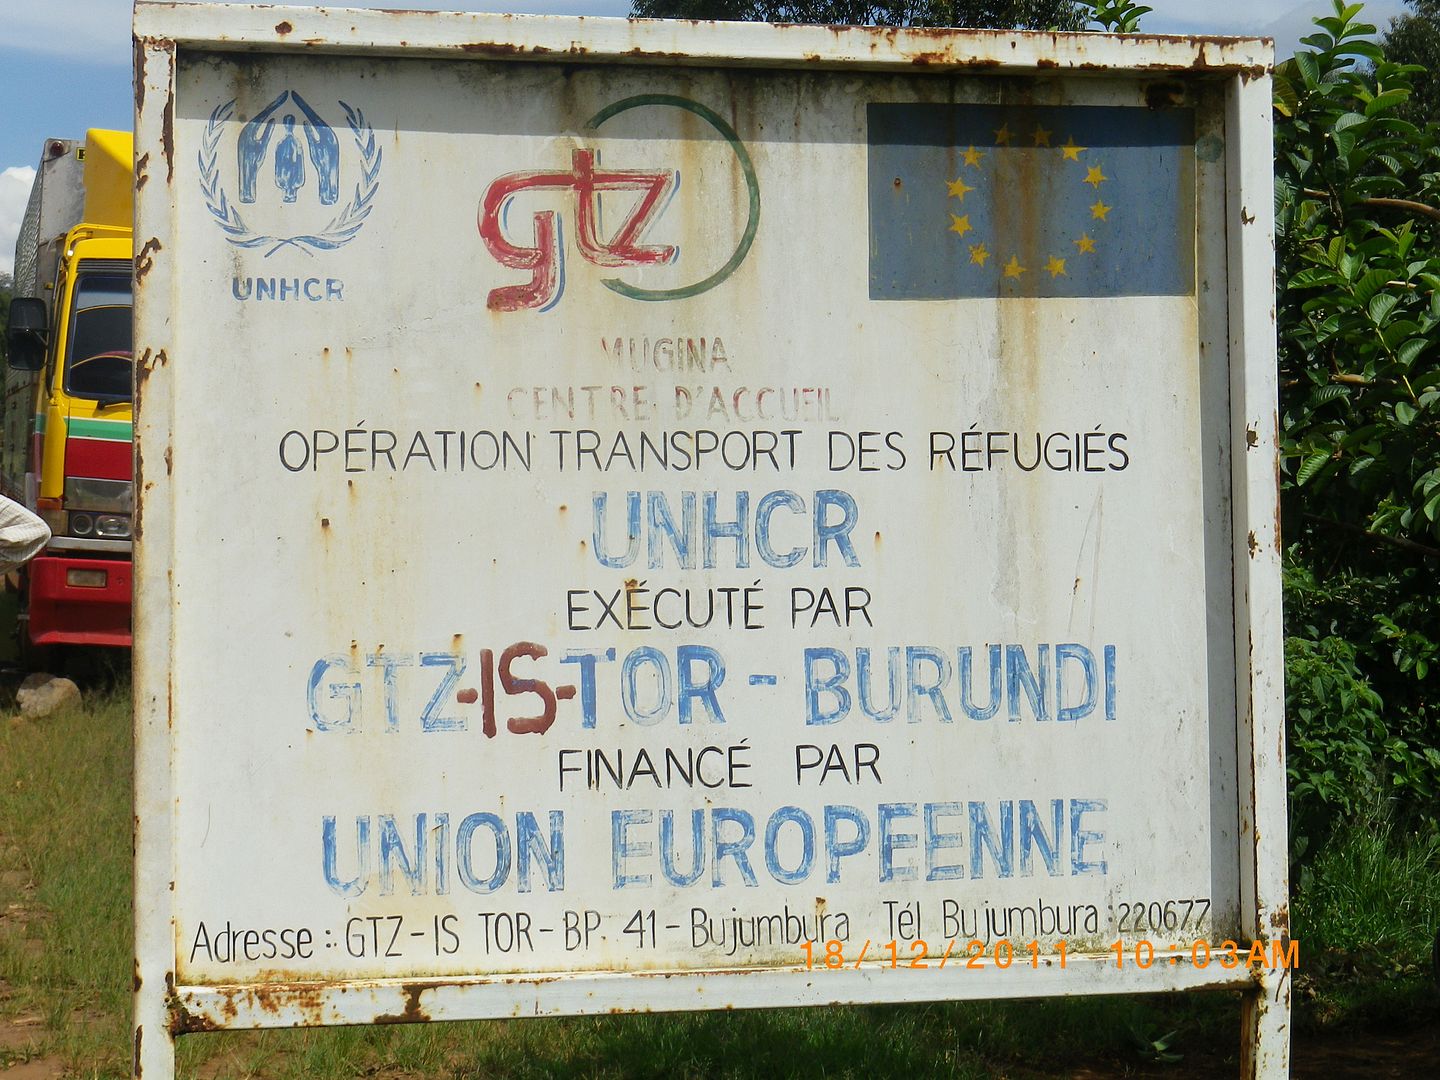 UNHCR
gtz
MUGINA
CENTRE D'ACCUEIL
OPÉRATION TRANSPORT DES RÉFUGIÉS
UNHCR
EXÉCUTÉ PAR
GTZ-IS-TOR - BURUNDI
FINANCÉ PAR
UNION EUROPEENNE
Adresse : GTZ-IS TOR-BP. 41-Bujumbura Tél Bujumbura : 220677
18/12/2011 10:03AM